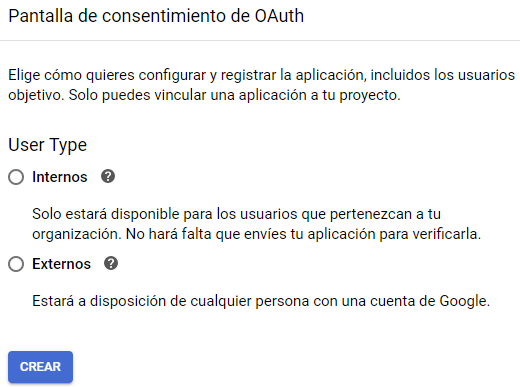 Pantalla de consentimiento de OAuth
Elige cómo quieres configurar y registrar la aplicación, incluidos los usuarios
objetivo. Solo puedes vincular una aplicación a tu proyecto.
User Type
Internos ?
Solo estará disponible para los usuarios que pertenezcan a tu
organización. No hará falta que envíes tu aplicación para verificarla.
Externos ?
Estará a disposición de cualquier persona con una cuenta de Google.
CREAR